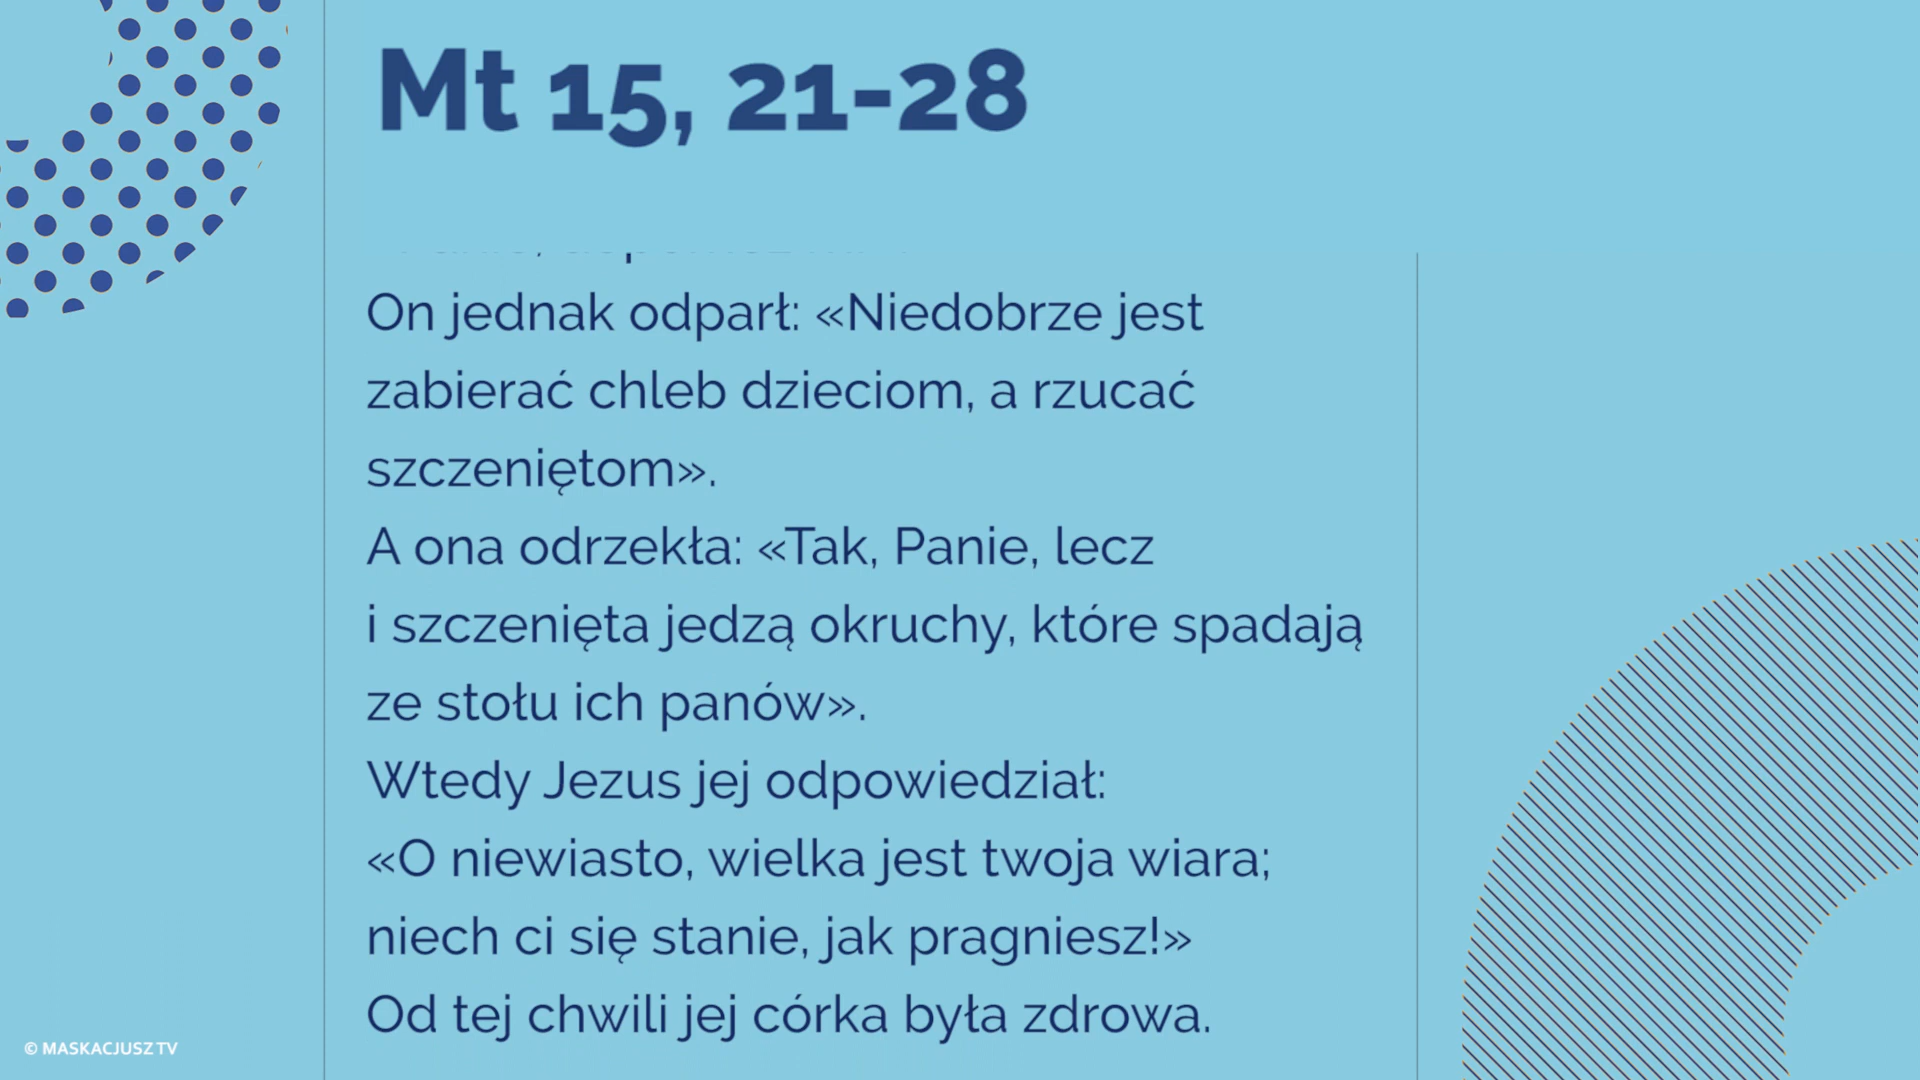 Mt 15, 21-28
On jednak odparł: «Niedobrze jest
zabierać chleb dzieciom, a rzucać
szczeniętom».
A ona odrzekła: «Tak, Panie, lecz
i szczenięta jedzą okruchy, które spadają
ze stołu ich panów».
Wtedy Jezus jej odpowiedział:
«O niewiasto, wielka jest twoja wiara;
niech ci się stanie, jak pragniesz!»
Od tej chwili jej córka była zdrowa.
© MASKACJUSZ TV